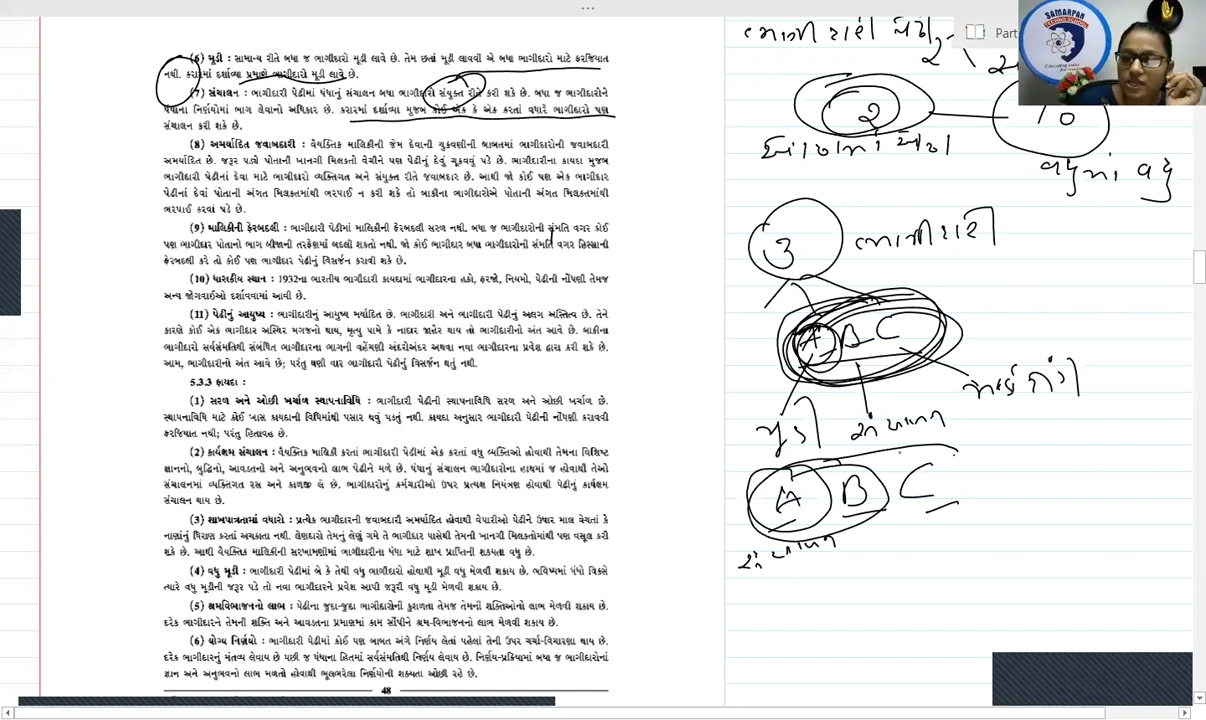 (6) મૂડી : સામાન્ય રીતે બધા જ ભાગીદારો મૂડી લાવે છે. તેમ છતાં મૂડી લાવવી એ બધા ભાગીદારો માટે ફરજિયાત
નથી. કરારમાં દર્શાવ્યા પ્રમાણે ભાગીદારો મૂડી લાવે છે.
(7) સંચાલન : ભાગીદારી પેઢીમાં ધંધાનું સંચાલન બધા ભાગીદારો સંયુક્ત રીતે કરી શકે છે. બધા જ ભાગીદારોને
ધંધાના નિર્ણયોમાં ભાગ લેવાનો અધિકાર છે. કરારમાં દર્શાવ્યા મુજબ કોઈ એક કે એક કરતાં વધારે ભાગીદારો પણ
સંચાલન કરી શકે છે.
(8) અમર્યાદિત જવાબદારી : વૈયક્તિક માલિકીની જેમ દેવાની ચુકવણીની બાબતમાં ભાગીદારોની જવાબદારી
અમર્યાદિત છે. જરૂર પડ્યે પોતાની ખાનગી મિલકતો વેચીને પણ પેઢીનું દેવું ચૂકવવું પડે છે. ભાગીદારીના કાયદા મુજબ
ભાગીદારી પેઢીનાં દેવા માટે ભાગીદારો વ્યક્તિગત અને સંયુક્ત રીતે જવાબદાર છે. આથી જો કોઈ પણ એક ભાગીદાર
પેઢીનાં દેવાં પોતાની અંગત મિલકતમાંથી ભરપાઈ ન કરી શકે તો બાકીના ભાગીદારોએ પોતાની અંગત મિલકતમાંથી
ભરપાઈ કરવાં પડે છે.
(9) માલિકીની ફેરબદલી : ભાગીદારી પેઢીમાં માલિકીની ફેરબદલી સરળ નથી. બધા જ ભાગીદારોની સંમતિ વગર કોઈ
પણ ભાગીદાર પોતાનો ભાગ બીજાની તરફેણમાં બદલી શકતો નથી. જો કોઈ ભાગીદાર બધા ભાગીદારોની સંમતિ વગર હિસ્સાની
ફેરબદલી કરે તો કોઈ પણ ભાગીદાર પેઢીનું વિસર્જન કરાવી શકે છે.
(10) ધારાકીય સ્થાન : 1932ના ભારતીય ભાગીદારી કાયદામાં ભાગીદારના હકો, ફરજો, નિયમો, પેઢીની નોંધણી તેમજ
અન્ય જોગવાઈઓ દર્શાવવામાં આવી છે.
(11) પેઢીનું આયુષ્ય : ભાગીદારીનું આયુષ્ય મર્યાદિત છે. ભાગીદારી અને ભાગીદારી પેઢીનું અલગ અસ્તિત્વ છે. તેને
કારણે કોઈ એક ભાગીદાર અસ્થિર મગજનો થાય, મૃત્યુ પામે કે નાદાર જાહેર થાય તો ભાગીદારીનો અંત આવે છે. બાકીના
ભાગીદારો સર્વસંમતિથી સંબંધિત ભાગીદારના ભાગની વહેંચણી અંદરોઅંદર અથવા નવા ભાગીદારના પ્રવેશ દ્વારા કરી શકે છે.
આમ, ભાગીદારીનો અંત આવે છે; પરંતુ ઘણી વાર ભાગીદારી પેઢીનું વિસર્જન થતું નથી.
5.3.3 ફાયદા :
(1) સરળ અને ઓછી ખર્ચાળ સ્થાપનાવિધિ : ભાગીદારી પેઢીની સ્થાપનાવિધિ સરળ અને ઓછી ખર્ચાળ છે.
સ્થાપનાવિધિ માટે કોઈ ખાસ કાયદાની વિધિમાંથી પસાર થવું પડતું નથી. કાયદા અનુસાર ભાગીદારી પેઢીની નોંધણી કરાવવી
ફરજિયાત નથી; પરંતુ હિતાવહ છે.
(2) કાર્યક્ષમ સંચાલન : વૈયક્તિક માલિકી કરતાં ભાગીદારી પેઢીમાં એક કરતાં વધુ વ્યક્તિઓ હોવાથી તેમના વિશિષ્ટ
જ્ઞાનનો, બુદ્ધિનો, આવડતનો અને અનુભવનો લાભ પેઢીને મળે છે. ધંધાનું સંચાલન ભાગીદારોના હાથમાં જ હોવાથી તેઓ
સંચાલનમાં વ્યક્તિગત રસ અને કાળજી લે છે. ભાગીદારોનું કર્મચારીઓ ઉપર પ્રત્યક્ષ નિયંત્રણ હોવાથી પેઢીનું કાર્યક્ષમ
સંચાલન થાય છે.
(3) શાખપાત્રતામાં વધારો : પ્રત્યેક ભાગીદારની જવાબદારી અમર્યાદિત હોવાથી વેપારીઓ પેઢીને ઉધાર માલ વેચતાં કે
નાણાંનું ધિરાણ કરતાં અચકાતા નથી. લેણદારો તેમનું લેણું ગમે તે ભાગીદાર પાસેથી તેમની ખાનગી મિલકતોમાંથી પણ વસૂલ કરી
શકે છે. આથી વૈયક્તિક માલિકીની સરખામણીમાં ભાગીદારીના ધંધા માટે શાખ પ્રાપ્તિની શક્યતા વધુ છે.
(4) વધુ મૂડી : ભાગીદારી પેઢીમાં બે કે તેથી વધુ ભાગીદારો હોવાથી મૂડી વધુ મેળવી શકાય છે. ભવિષ્યમાં ધંધો વિકસે
ત્યારે વધુ મૂડીની જરૂર પડે તો નવા ભાગીદારને પ્રવેશ આપી જરૂરી વધુ મૂડી મેળવી શકાય છે.
(5) શ્રમવિભાજનનો લાભ : પેઢીના જુદા-જુદા ભાગીદારોની કુશળતા તેમજ તેમની શક્તિઓનો લાભ મેળવી શકાય છે.
દરેક ભાગીદારને તેમની શક્તિ અને આવડતના પ્રમાણમાં કામ સોંપીને શ્રમ-વિભાજનનો લાભ મેળવી શકાય છે.
(6) યોગ્ય નિર્ણયો : ભાગીદારી પેઢીમાં કોઈ પણ બાબત અંગે નિર્ણય લેતાં પહેલાં તેની ઉપર ચર્ચા-વિચારણા થાય છે.
દરેક ભાગીદારનું મંતવ્ય લેવાય છે પછી જ ધંધાના હિતમાં સર્વસંમતિથી નિર્ણય લેવાય છે. નિર્ણય-પ્રક્રિયામાં બધા જ ભાગીદારોનાં
જ્ઞાન અને અનુભવનો લાભ મળતો હોવાથી ભૂલભરેલા નિર્ણયોની શક્યતા ઓછી રહે છે.
48
Part
SAMARPAN
TECHNO SCHOOL
2 10
ઓછામાં ઓછા
વધુમાં વધુ
3 ભાગીદારી
A B C
મૂડી સંચાલન
A B C
સંચાલન